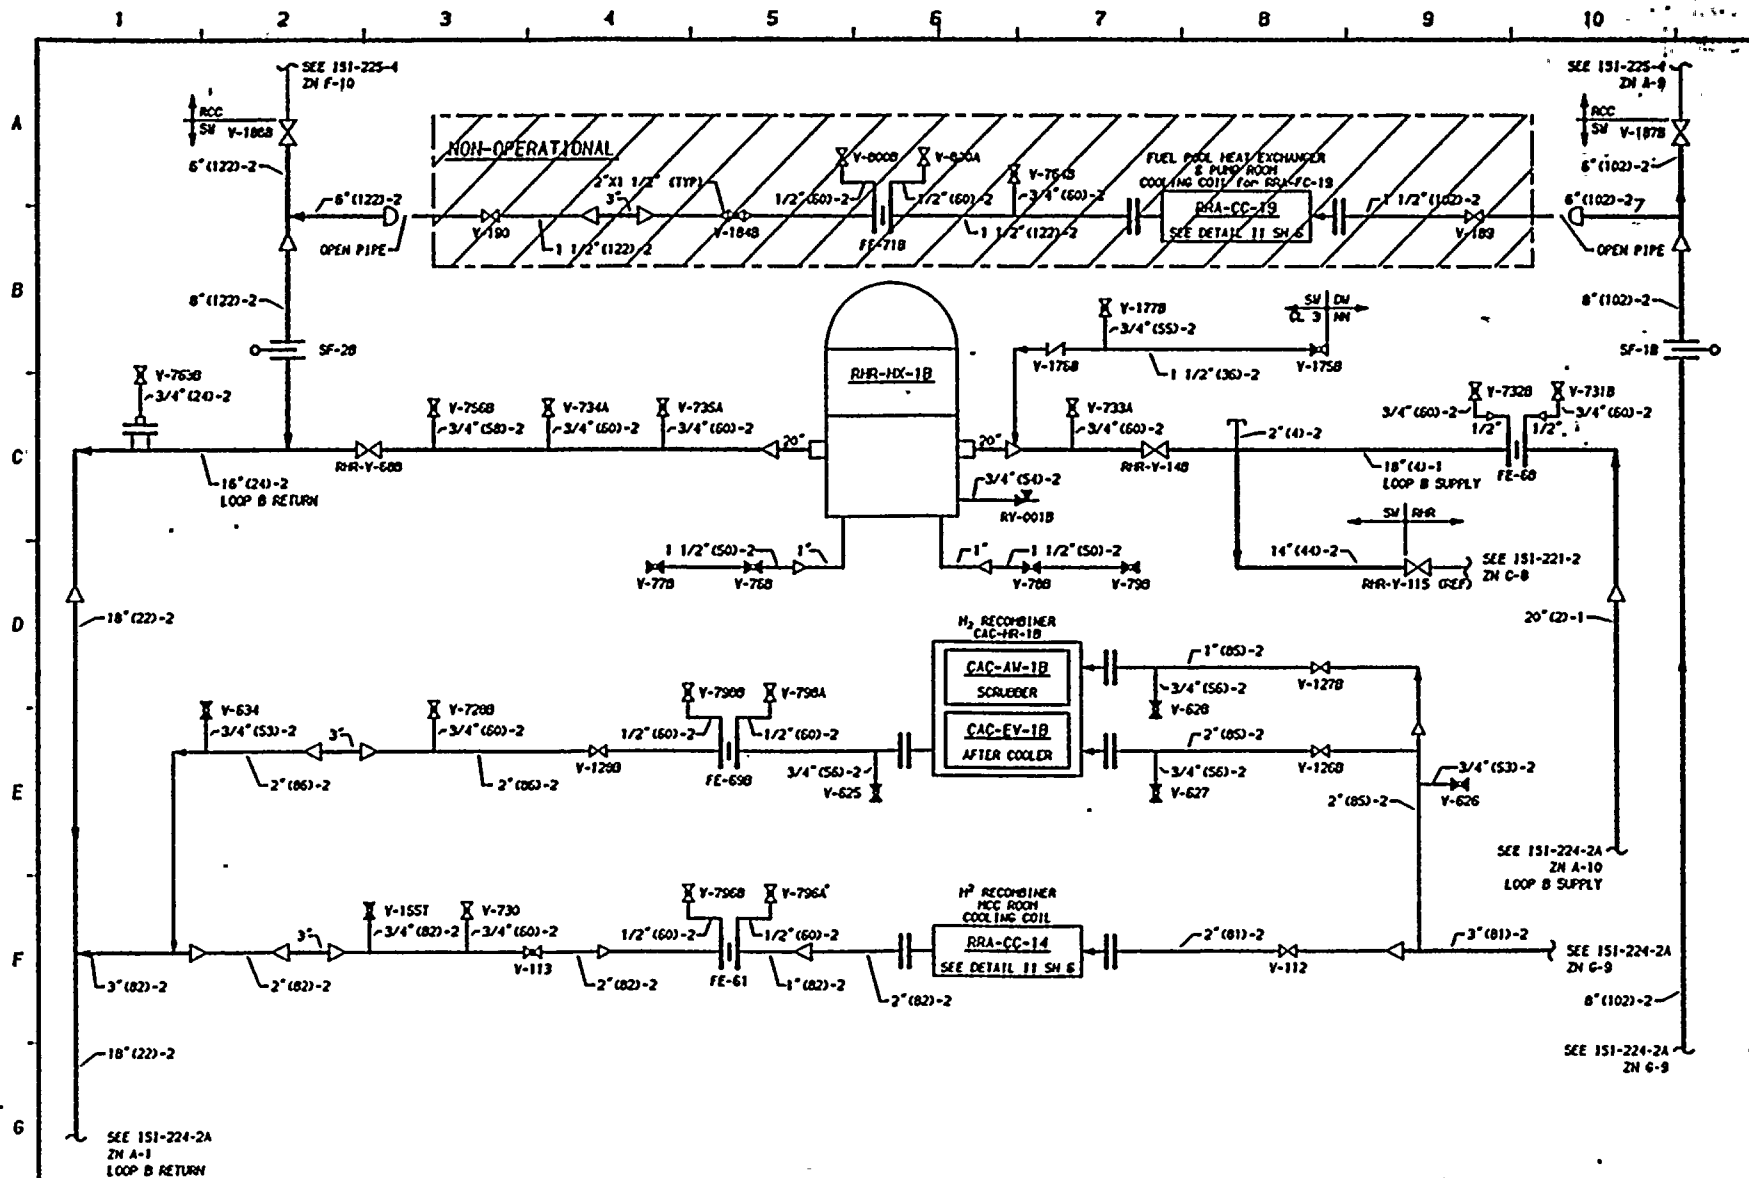 1 2 3 4 5 6 7 8 9 10
A
B
C
D
E
F
G
SEE ISI-225-4
ZN F-10
RCC
SW
V-186B
6"(122)-2
6"(122)-2
OPEN PIPE
8"(122)-2
SF-2B
NON-OPERATIONAL
V-190
1 1/2"(122)-2
3"
2"X1 1/2" (TYP)
V-184B
V-800B
V-800A
1/2"(60)-2
1/2"(60)-2
FE-71B
V-764B
3/4"(60)-2
1 1/2"(122)-2
FUEL POOL HEAT EXCHANGER
& PUMP ROOM
COOLING COIL for RRA-FC-19
RRA-CC-19
SEE DETAIL 11 SH 6
1 1/2"(102)-2
V-189
SEE ISI-225-4
ZN A-9
RCC
SW
V-187B
6"(102)-2
6"(102)-2
OPEN PIPE
8"(102)-2
SF-1B
V-763B
3/4"(24)-2
16"(24)-2
LOOP B RETURN
RHR-V-68B
V-756B
3/4"(58)-2
V-734A
3/4"(60)-2
V-735A
3/4"(60)-2
20"
RHR-HX-1B
20"
V-177B
3/4"(55)-2
V-176B
1 1/2"(36)-2
V-175B
SW
DW
CL 3
NN
V-733A
3/4"(60)-2
RHR-V-14B
2"(4)-2
18"(4)-1
LOOP B SUPPLY
V-732B
V-731B
3/4"(60)-2
3/4"(60)-2
1/2"
1/2"
FE-6B
3/4"(54)-2
RV-001B
SW
RHR
14"(44)-2
RHR-V-115 (REF)
SEE ISI-221-2
ZN C-8
1 1/2"(50)-2
1"
V-77B
V-76B
1"
1 1/2"(50)-2
V-78B
V-79B
18"(22)-2
20"(2)-1
H2 RECOMBINER
CAC-HR-1B
CAC-AW-1B
SCRUBBER
CAC-EV-1B
AFTER COOLER
1"(85)-2
3/4"(56)-2
V-628
V-127B
2"(85)-2
3/4"(56)-2
V-627
V-126B
2"(85)-2
3/4"(53)-2
V-626
V-634
3/4"(53)-2
3"
2"(86)-2
V-728B
3/4"(60)-2
2"(86)-2
V-129B
V-798B
V-798A
1/2"(60)-2
1/2"(60)-2
FE-69B
3/4"(56)-2
V-625
SEE ISI-224-2A
ZN A-10
LOOP B SUPPLY
V-155T
3/4"(82)-2
V-730
3/4"(60)-2
3"
3"(82)-2
2"(82)-2
V-113
2"(82)-2
V-796B
V-796A
1/2"(60)-2
1/2"(60)-2
FE-61
1"(82)-2
2"(82)-2
H2 RECOMBINER
MCC ROOM
COOLING COIL
RRA-CC-14
SEE DETAIL 11 SH 6
2"(81)-2
V-112
3"(81)-2
SEE ISI-224-2A
ZN G-9
8"(102)-2
SEE ISI-224-2A
ZN G-9
18"(22)-2
SEE ISI-224-2A
ZN A-1
LOOP B RETURN